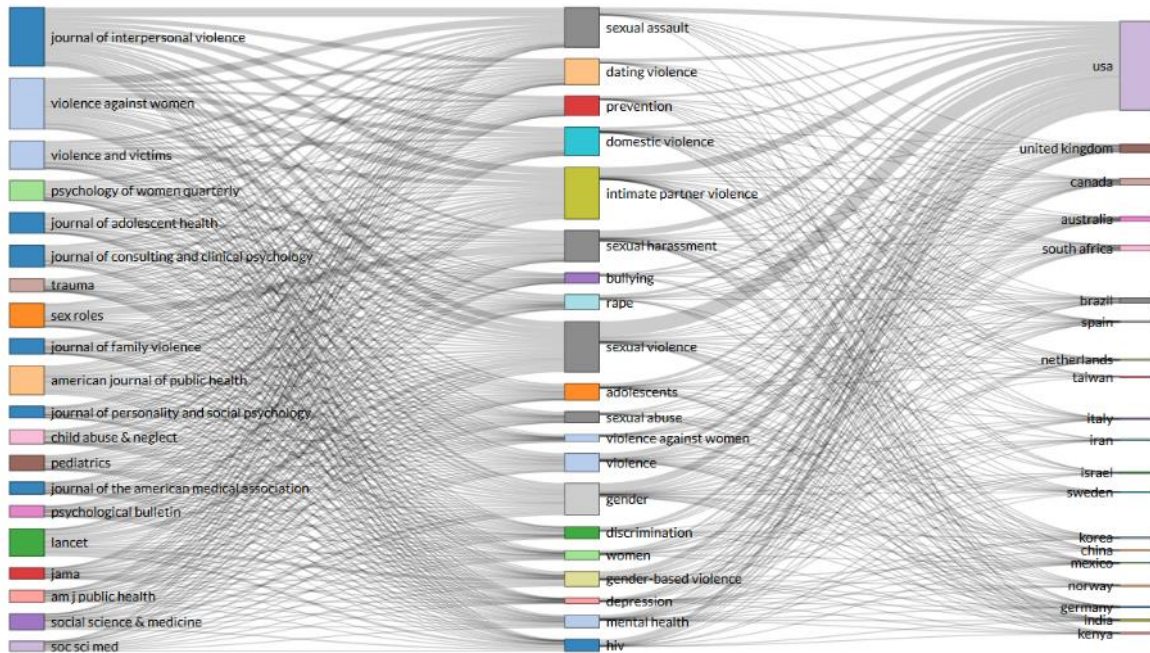 journal of interpersonal violence
violence against women
violence and victims
psychology of women quarterly
journal of adolescent health
journal of consulting and clinical psychology
trauma
sex roles
journal of family violence
american journal of public health
journal of personality and social psychology
child abuse & neglect
pediatrics
journal of the american medical association
psychological bulletin
lancet
jama
am j public health
social science & medicine
soc sci med
sexual assault
dating violence
prevention
domestic violence
intimate partner violence
sexual harassment
bullying
rape
sexual violence
adolescents
sexual abuse
violence against women
violence
gender
discrimination
women
gender-based violence
depression
mental health
hiv
usa
united kingdom
canada
australia
south africa
brazil
spain
netherlands
taiwan
italy
iran
israel
sweden
korea
china
mexico
norway
germany
india
kenya